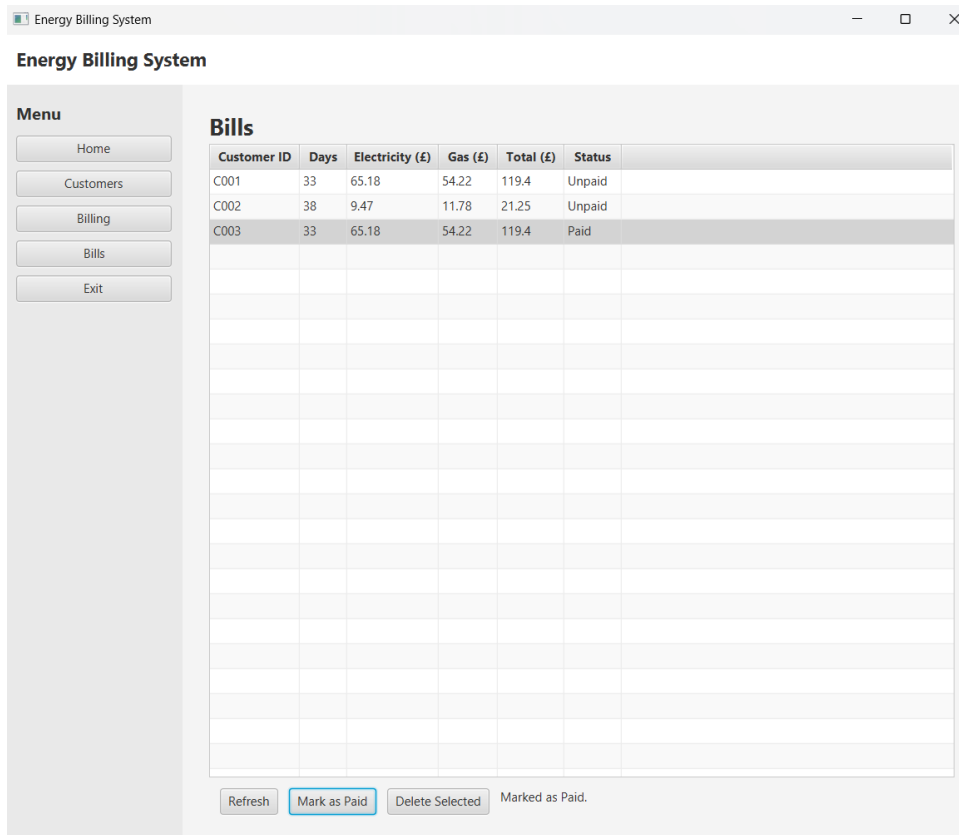 Energy Billing System
Energy Billing System
Menu
Home
Customers
Billing
Bills
Exit
Bills
Customer ID Days Electricity (£) Gas (£) Total (£) Status
C001 33 65.18 54.22 119.4 Unpaid
C002 38 9.47 11.78 21.25 Unpaid
C003 33 65.18 54.22 119.4 Paid
Refresh Mark as Paid Delete Selected Marked as Paid.